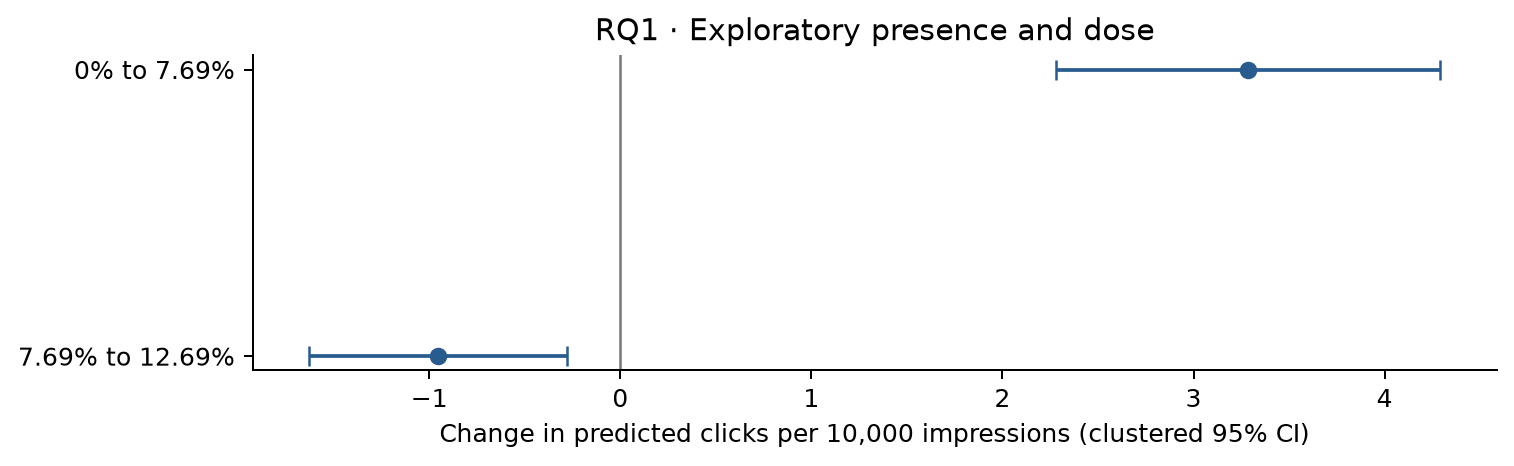 RQ1 · Exploratory presence and dose
0% to 7.69%
7.69% to 12.69%
−1 0 1 2 3 4
Change in predicted clicks per 10,000 impressions (clustered 95% CI)